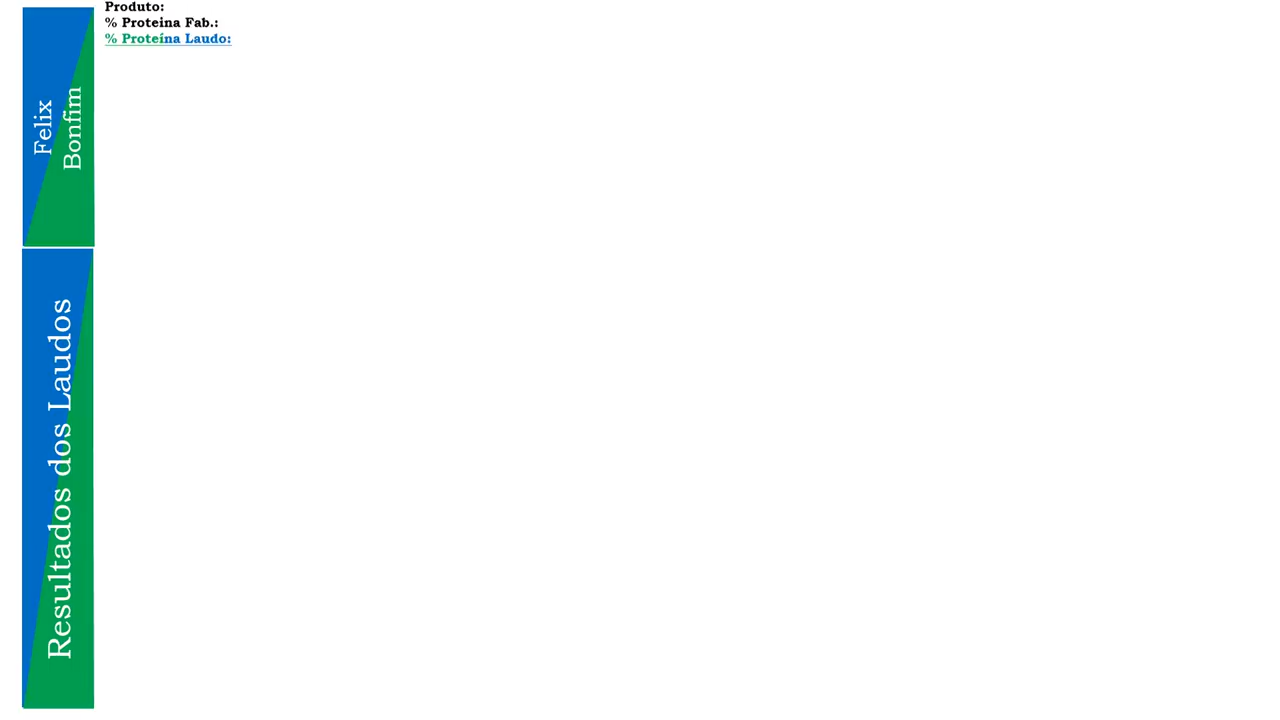 Produto:
% Proteina Fab.:
% Proteína Laudo:
Felix
Bonfim
Resultados dos Laudos